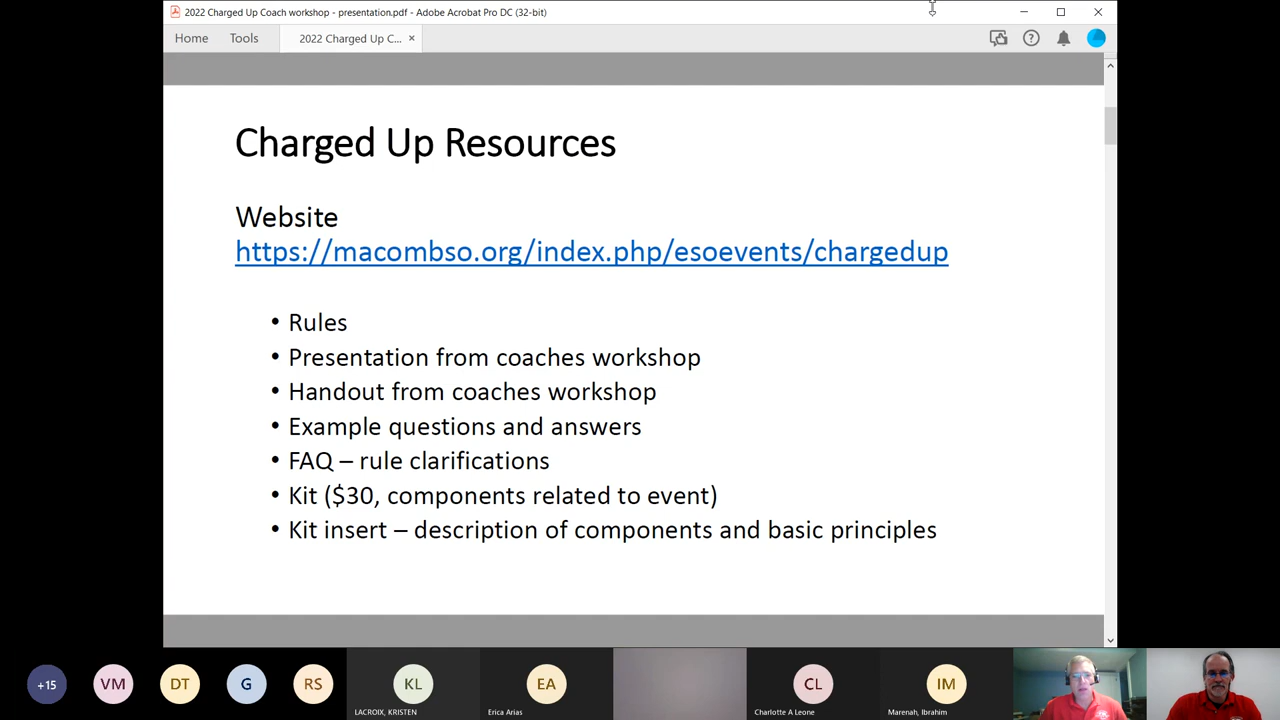 2022 Charged Up Coach workshop - presentation.pdf - Adobe Acrobat Pro DC (32-bit)
Home Tools 2022 Charged Up C... ×
Charged Up Resources
Website
https://macombso.org/index.php/esoevents/chargedup
• Rules
• Presentation from coaches workshop
• Handout from coaches workshop
• Example questions and answers
• FAQ – rule clarifications
• Kit ($30, components related to event)
• Kit insert – description of components and basic principles
+15 VM DT G RS KL EA CL IM
LACROIX, KRISTEN Erica Arias Charlotte A Leone Marenah, Ibrahim